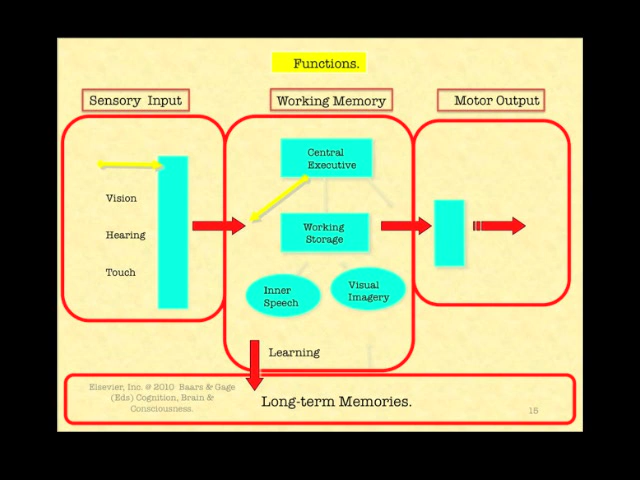 Functions.
Sensory Input
Working Memory
Motor Output
Central
Executive
Vision
Hearing
Touch
Working
Storage
Inner
Speech
Visual
Imagery
Learning
Elsevier, Inc. @ 2010 Baars & Gage
(Eds) Cognition, Brain &
Consciousness.
Long-term Memories.
15